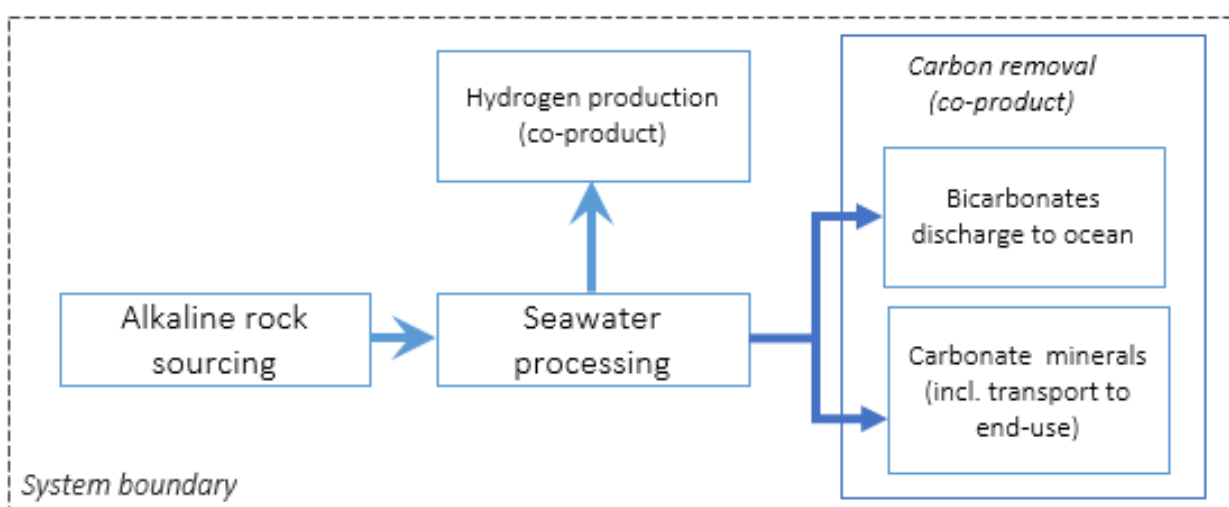 Hydrogen production
(co-product)
Carbon removal
(co-product)
Bicarbonates
discharge to ocean
Alkaline rock
sourcing
Seawater
processing
Carbonate minerals
(incl. transport to
end-use)
System boundary